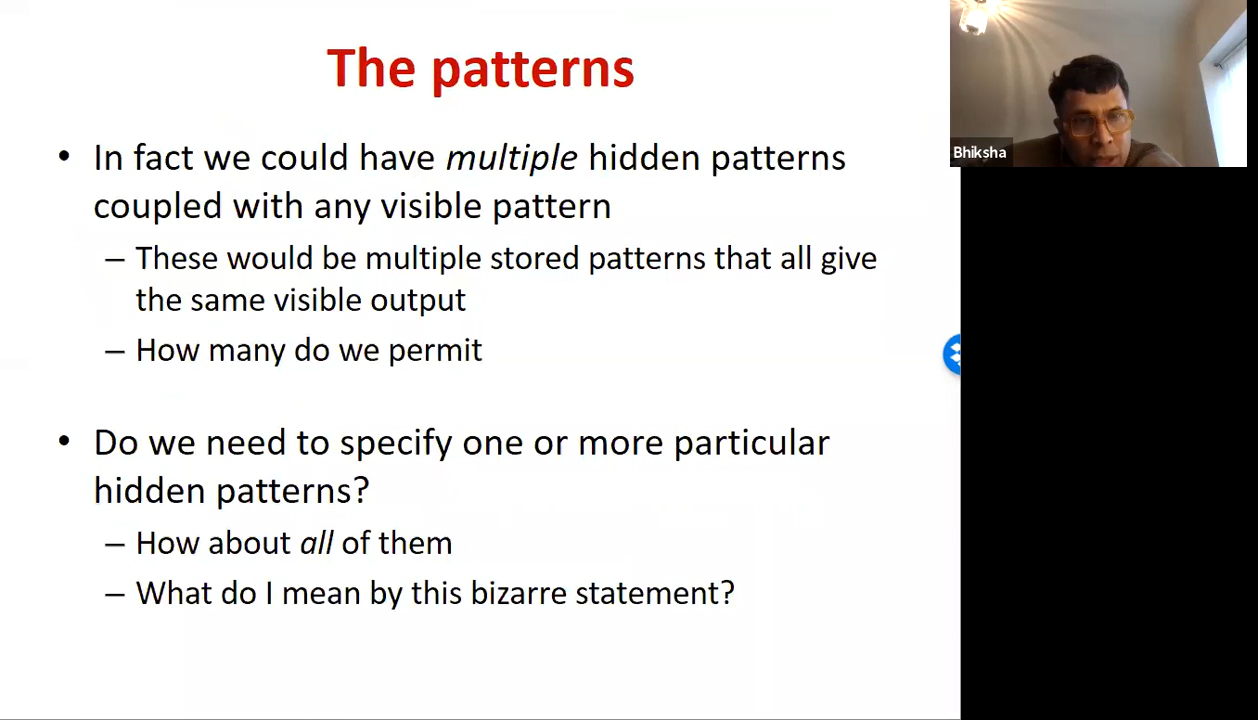 The patterns
• In fact we could have multiple hidden patterns
coupled with any visible pattern
– These would be multiple stored patterns that all give
the same visible output
– How many do we permit
• Do we need to specify one or more particular
hidden patterns?
– How about all of them
– What do I mean by this bizarre statement?
Bhiksha